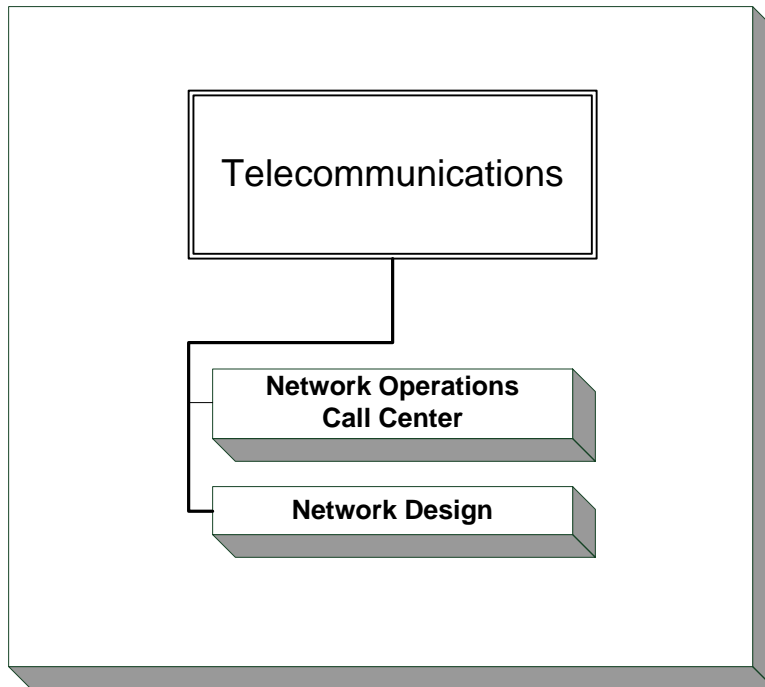 Telecommunications
Network Operations
Call Center
Network Design